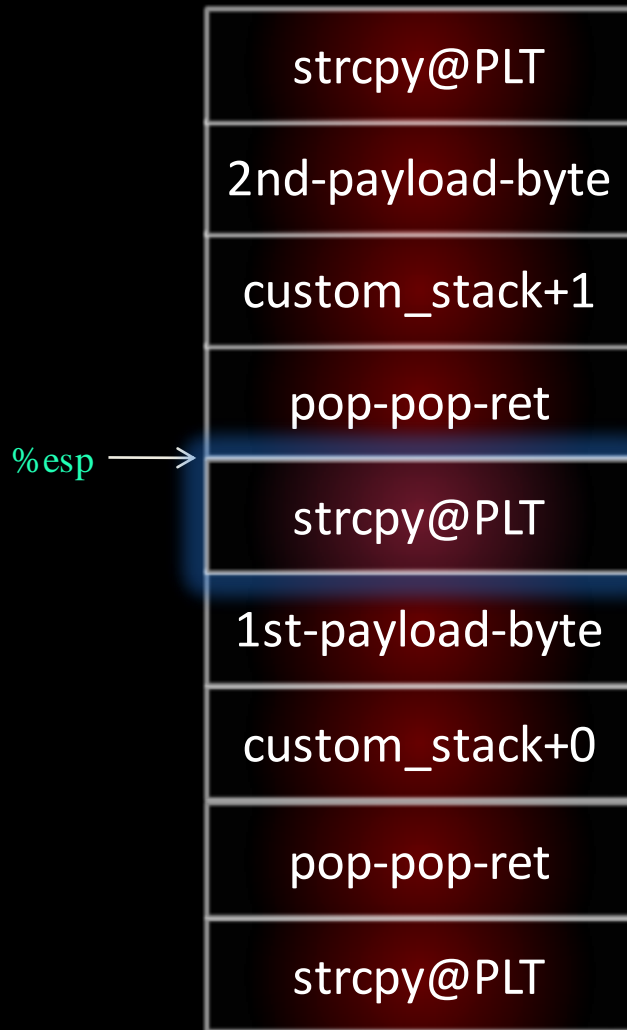 strcpy@PLT
2nd-payload-byte
custom_stack+1
pop-pop-ret
%esp
strcpy@PLT
1st-payload-byte
custom_stack+0
pop-pop-ret
strcpy@PLT